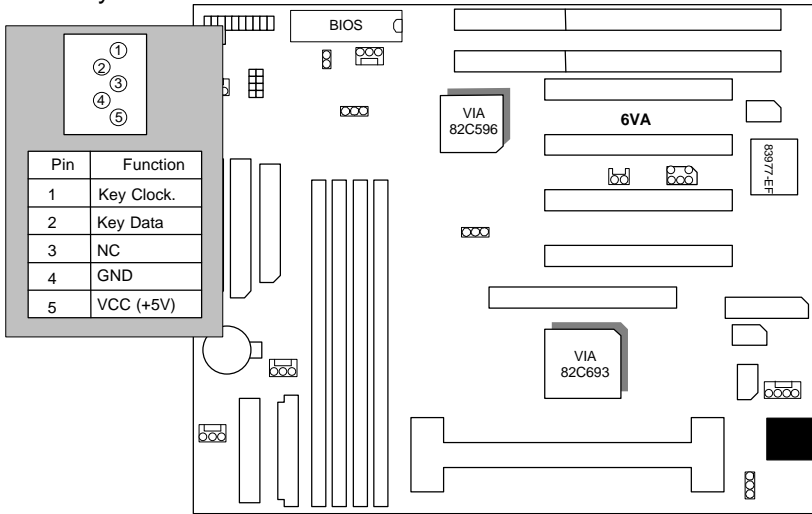 BIOS
1
2
3
4
5
VIA
82C596
6VA
83977-EF
Pin Function
1 Key Clock.
2 Key Data
3 NC
4 GND
5 VCC (+5V)
VIA
82C693